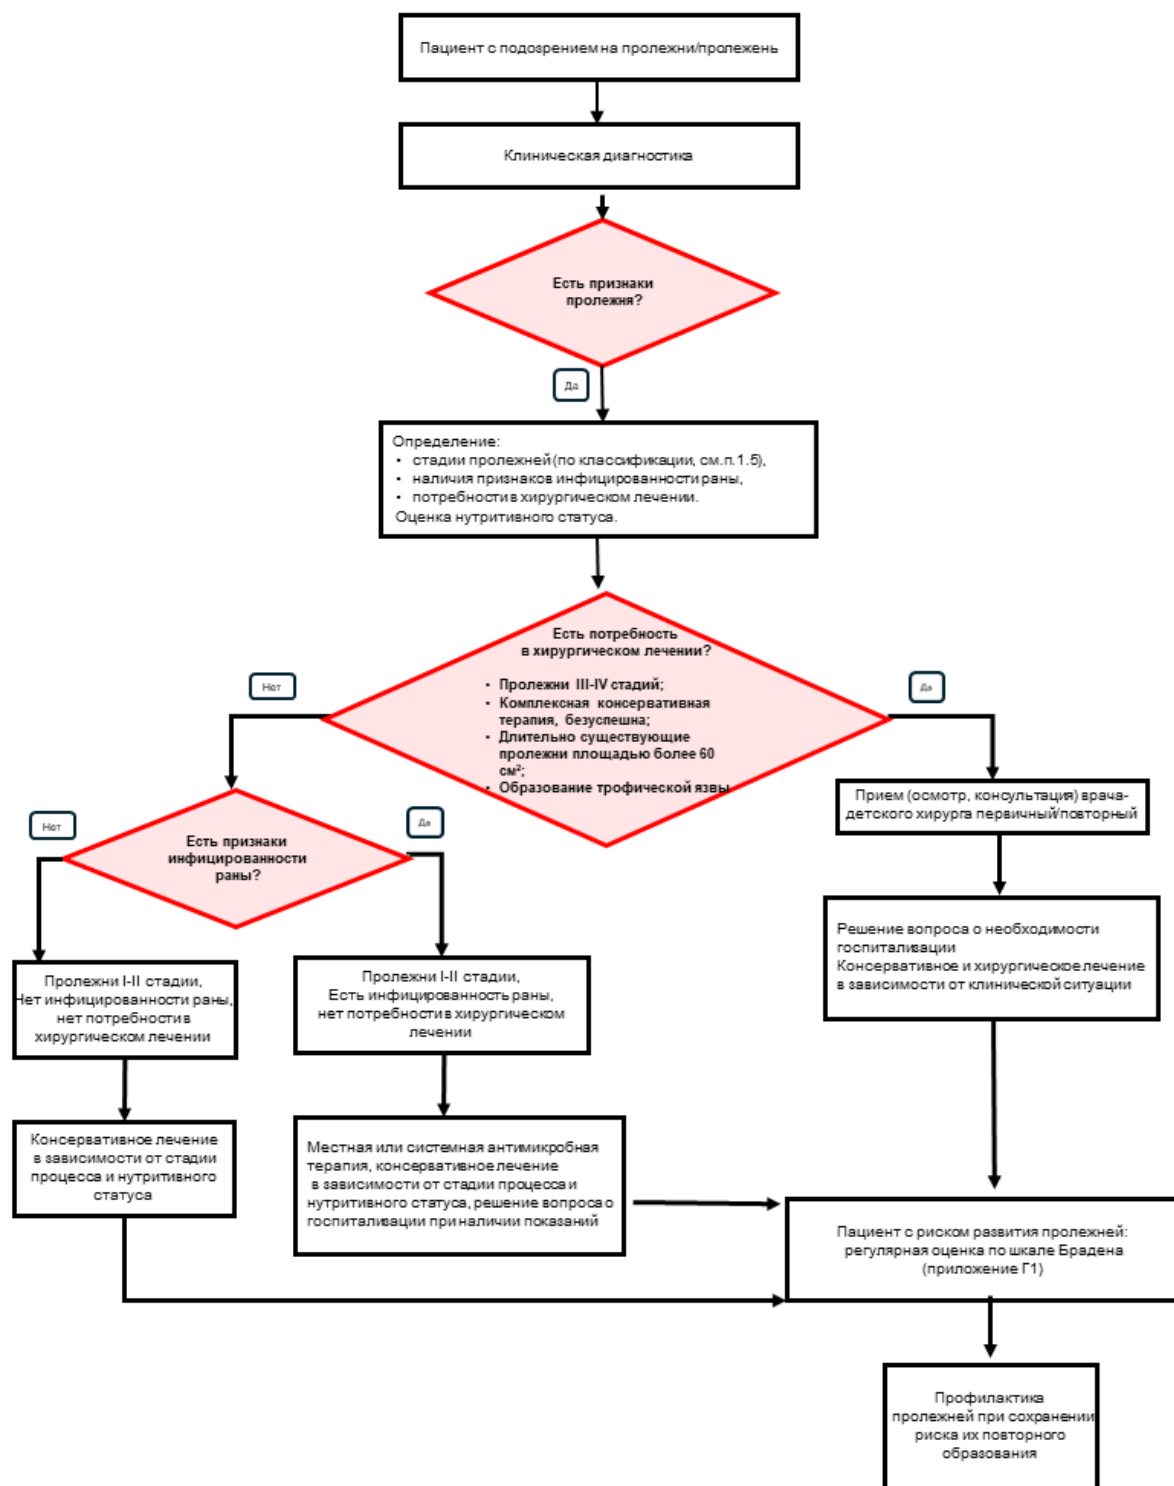 Пациент с подозрением на пролежни/пролежень
Клиническая диагностика
Есть признаки
пролежня?
Да
Определение:
• стадии пролежней (по классификации, см.п.1.5),
• наличия признаков инфицированности раны,
• потребности в хирургическом лечении.
Оценка нутритивного статуса.
Есть потребность
в хирургическом лечении?
• Пролежни III-IV стадий;
• Комплексная консервативная
терапия, безуспешна;
• Длительно существующие
пролежни площадью более 60
см²;
• Образование трофической язвы
Нет
Да
Есть признаки
инфицированности
раны?
Нет
Да
Прием (осмотр, консультация) врача-
детского хирурга первичный/повторный
Решение вопроса о необходимости
госпитализации
Консервативное и хирургическое лечение
в зависимости от клинической ситуации
Пролежни I-II стадии,
Нет инфицированности раны,
нет потребности в
хирургическом лечении
Пролежни I-II стадии,
Есть инфицированность раны,
нет потребности в хирургическом
лечении
Консервативное лечение
в зависимости от стадии
процесса и нутритивного
статуса
Местная или системная антимикробная
терапия, консервативное лечение
в зависимости от стадии процесса и
нутритивного статуса, решение вопроса о
госпитализации при наличии показаний
Пациент с риском развития пролежней:
регулярная оценка по шкале Брадена
(приложение Г1)
Профилактика
пролежней при сохранении
риска их повторного
образования